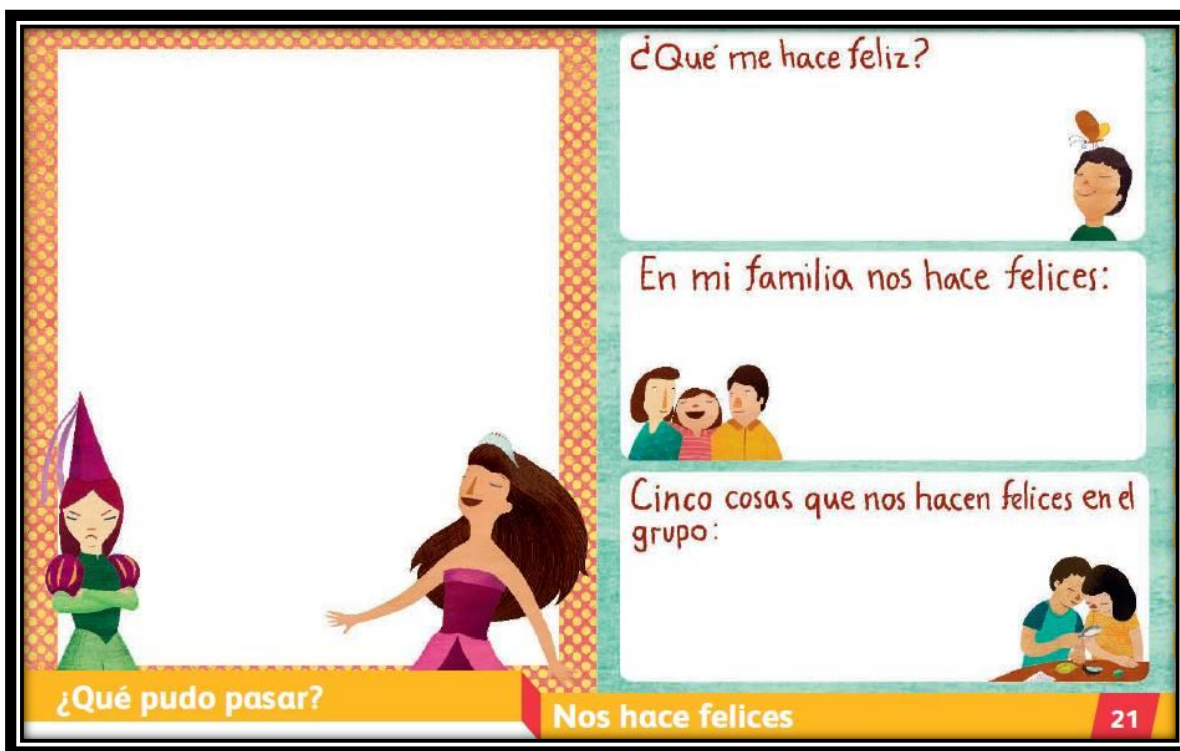 ¿Qué pudo pasar?
¿Qué me hace feliz?
En mi familia nos hace felices:
Cinco cosas que nos hacen felices en el
grupo:
Nos hace felices
21